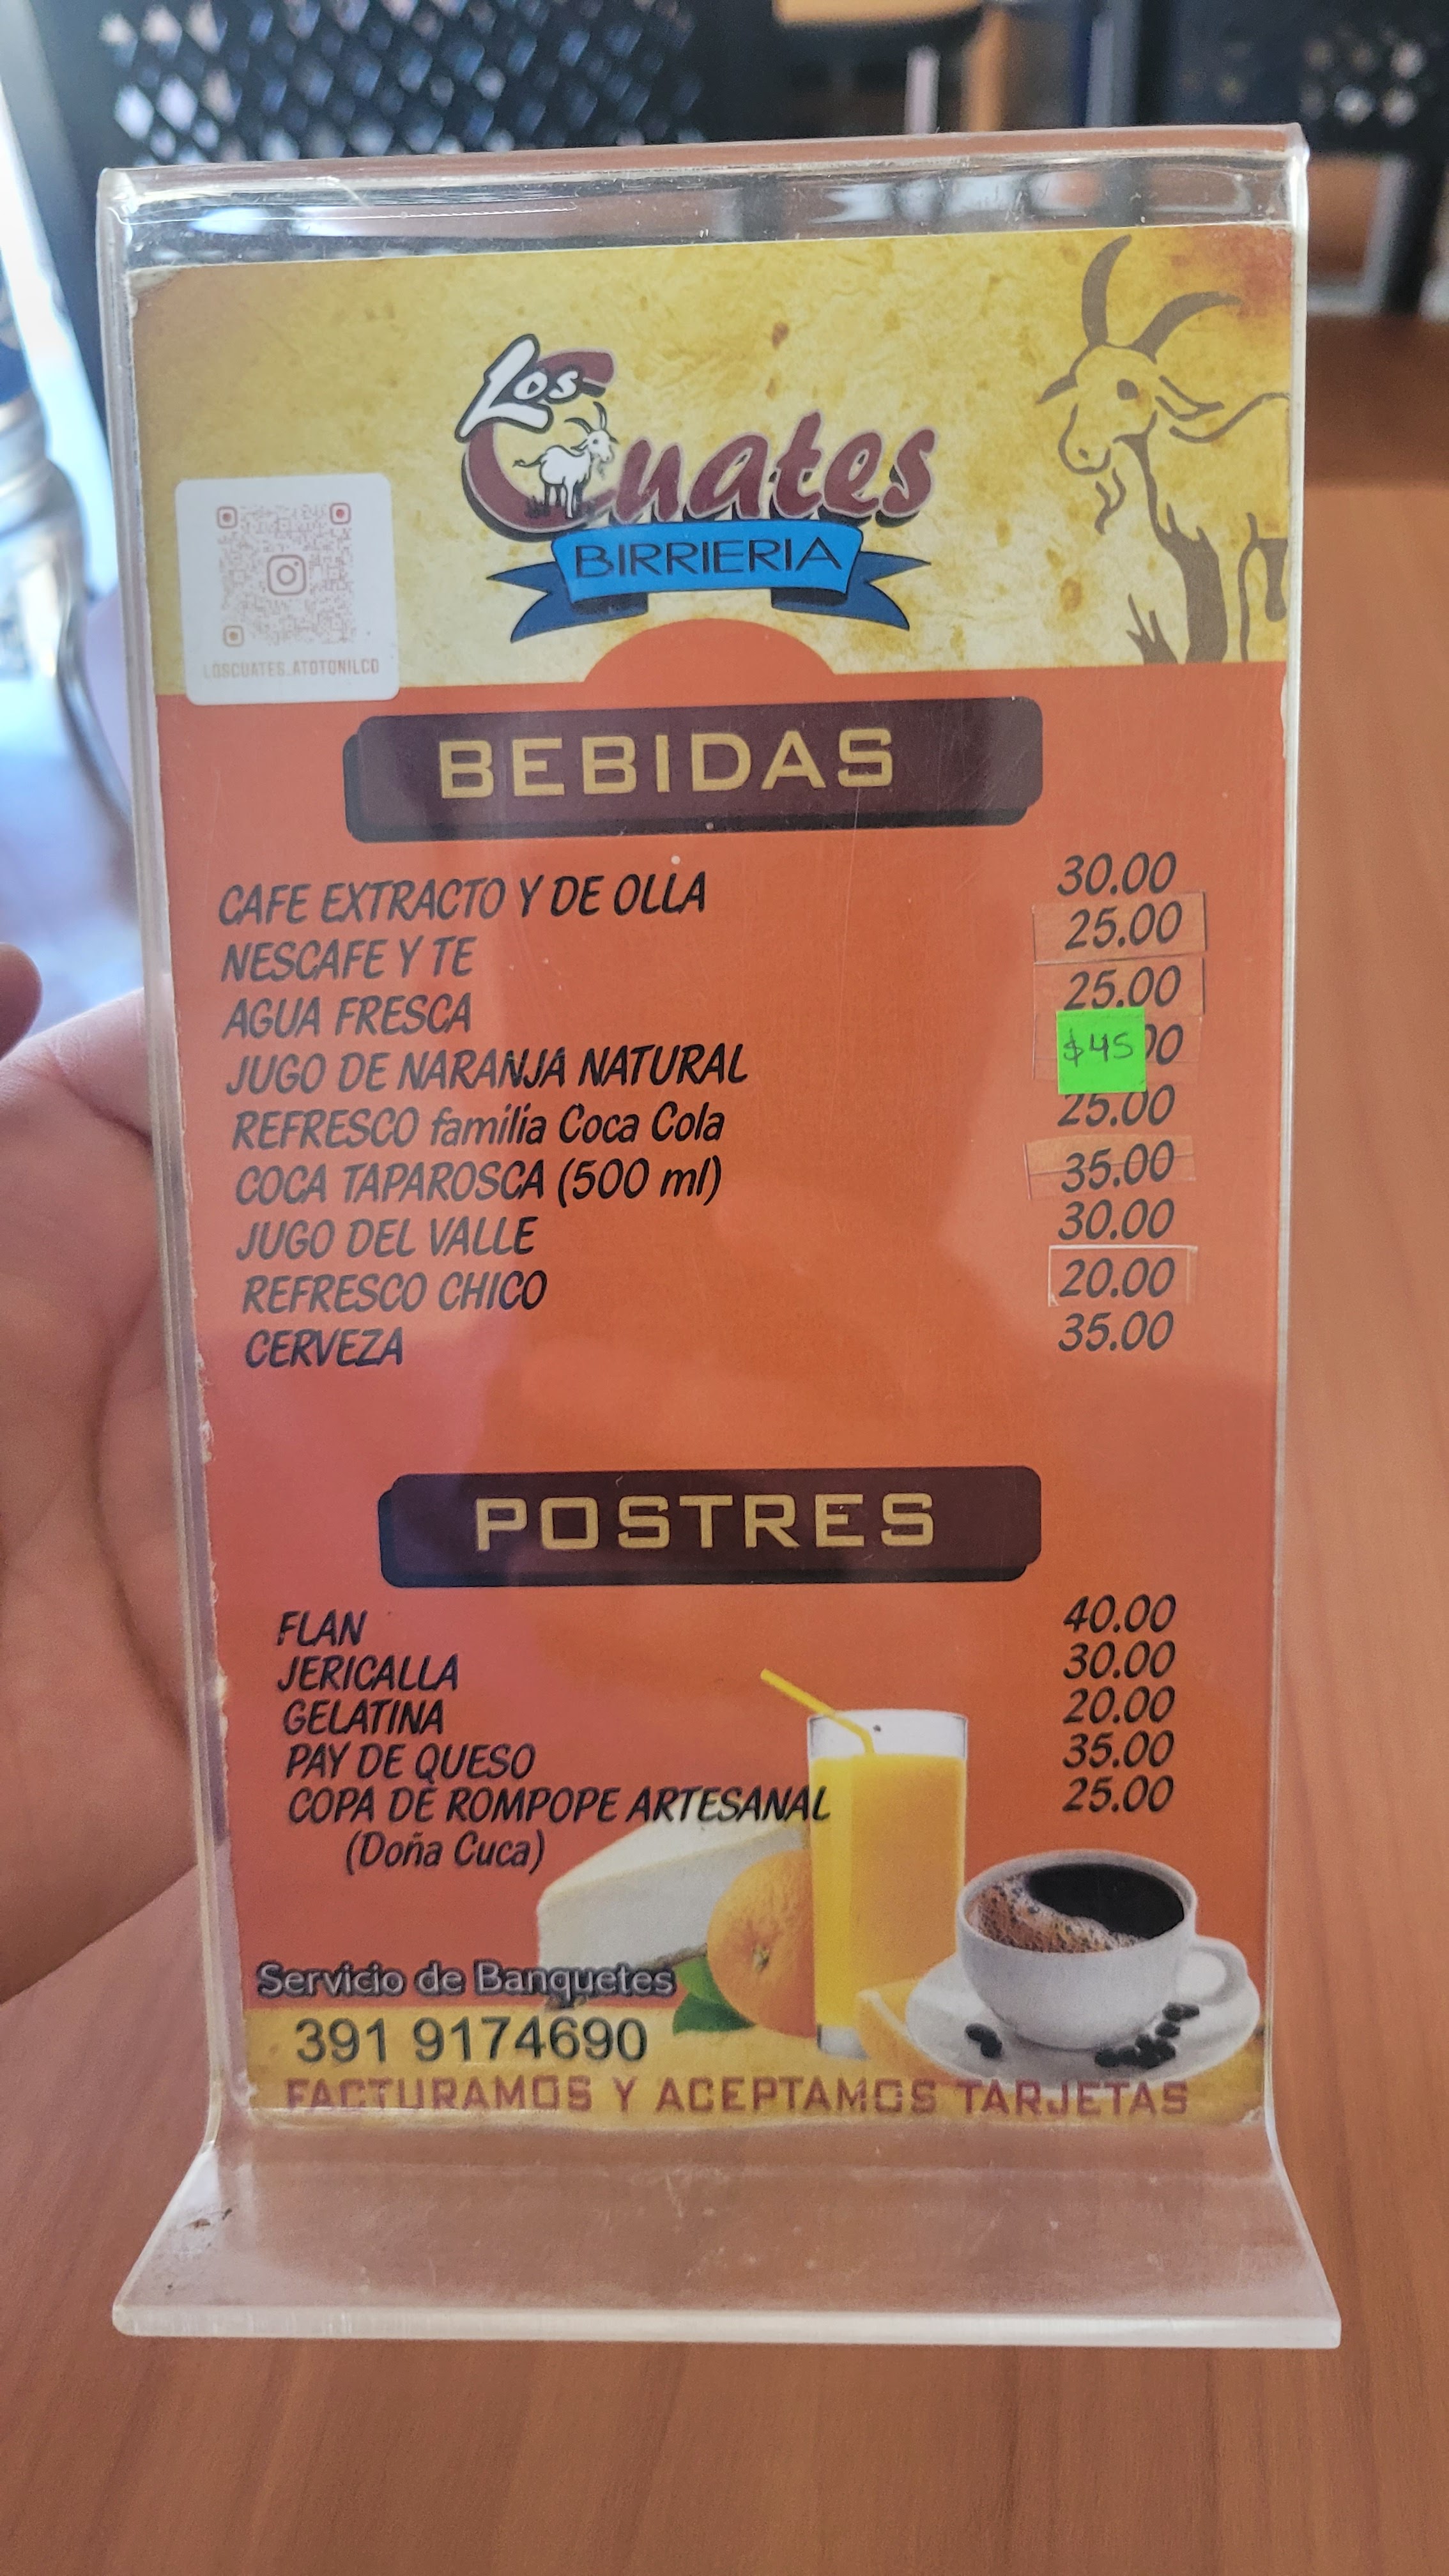 Los Cuates
BIRRIERIA
LOSCUATES.ATOTONILCO
BEBIDAS
CAFE EXTRACTO Y DE OLLA 30.00
NESCAFE Y TE 25.00
AGUA FRESCA 25.00
JUGO DE NARANJA NATURAL $45
REFRESCO familia Coca Cola 25.00
COCA TAPAROSCA (500 ml) 35.00
JUGO DEL VALLE 30.00
REFRESCO CHICO 20.00
CERVEZA 35.00
POSTRES
FLAN 40.00
JERICALLA 30.00
GELATINA 20.00
PAY DE QUESO 35.00
COPA DE ROMPOPE ARTESANAL 25.00
(Doña Cuca)
Servicio de Banquetes
391 9174690
FACTURAMOS Y ACEPTAMOS TARJETAS